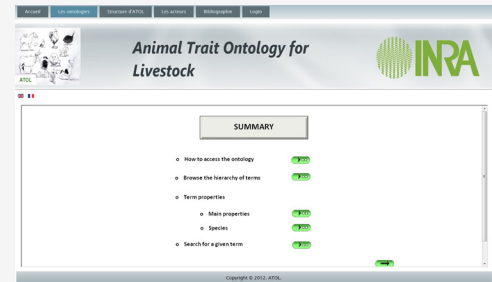 Accueil Les ontologies Structure d'ATOL Les acteurs Bibliographie Login
ATOL
Animal Trait Ontology for
Livestock
INRA
SUMMARY
How to access the ontology
Browse the hierarchy of terms
Term properties
Main properties
Species
Search for a given term
Copyright © 2012. ATOL.